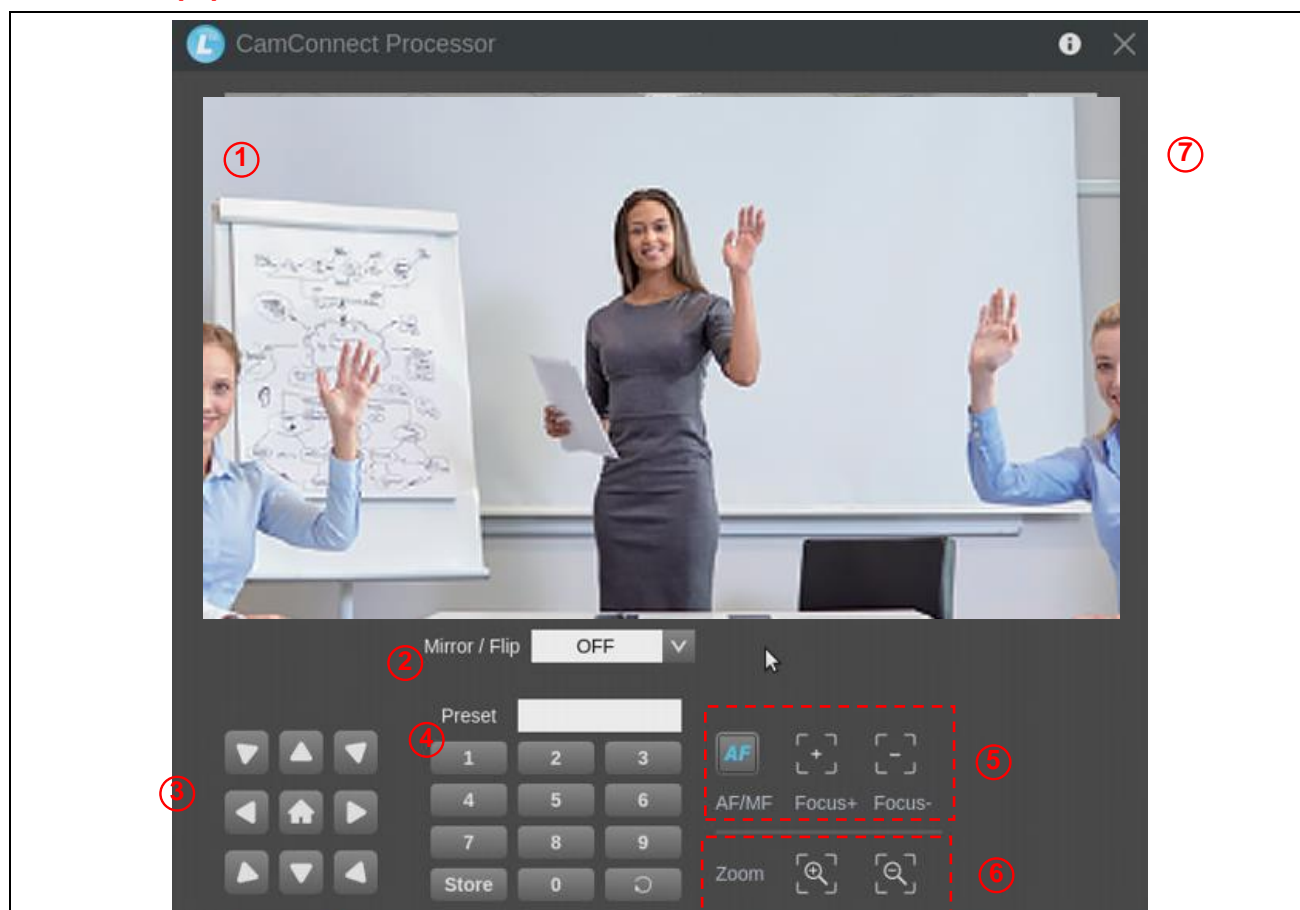 L
CamConnect Processor
1
7
Mirror / Flip OFF
2
Preset
4
1 2 3
AF
5
3
4 5 6
AF/MF Focus+ Focus-
7 8 9
Zoom
6
Store 0